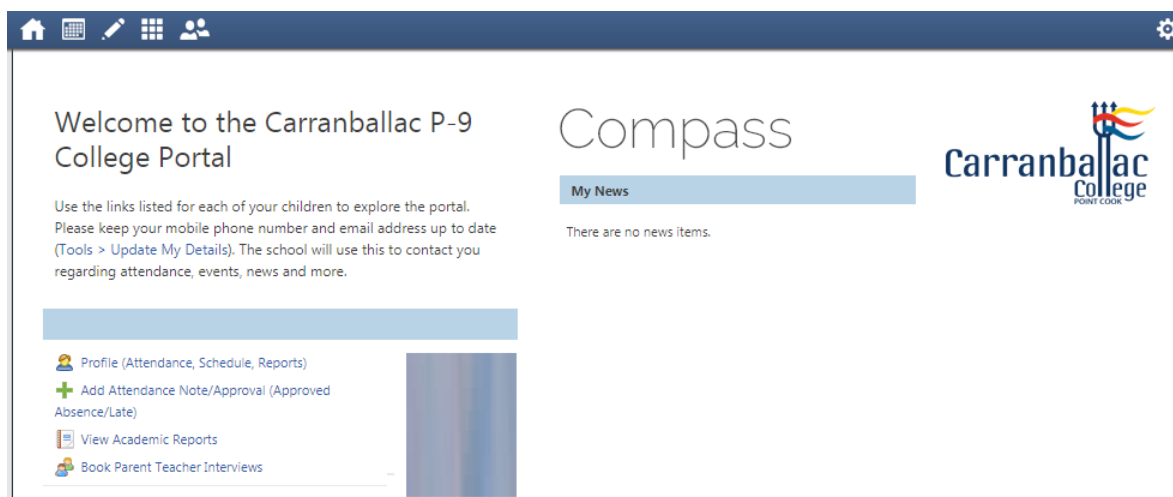 Welcome to the Carranballac P-9
College Portal
Use the links listed for each of your children to explore the portal.
Please keep your mobile phone number and email address up to date
(Tools > Update My Details). The school will use this to contact you
regarding attendance, events, news and more.
Profile (Attendance, Schedule, Reports)
Add Attendance Note/Approval (Approved
Absence/Late)
View Academic Reports
Book Parent Teacher Interviews
Compass
My News
There are no news items.
Carranballac
College
POINT COOK